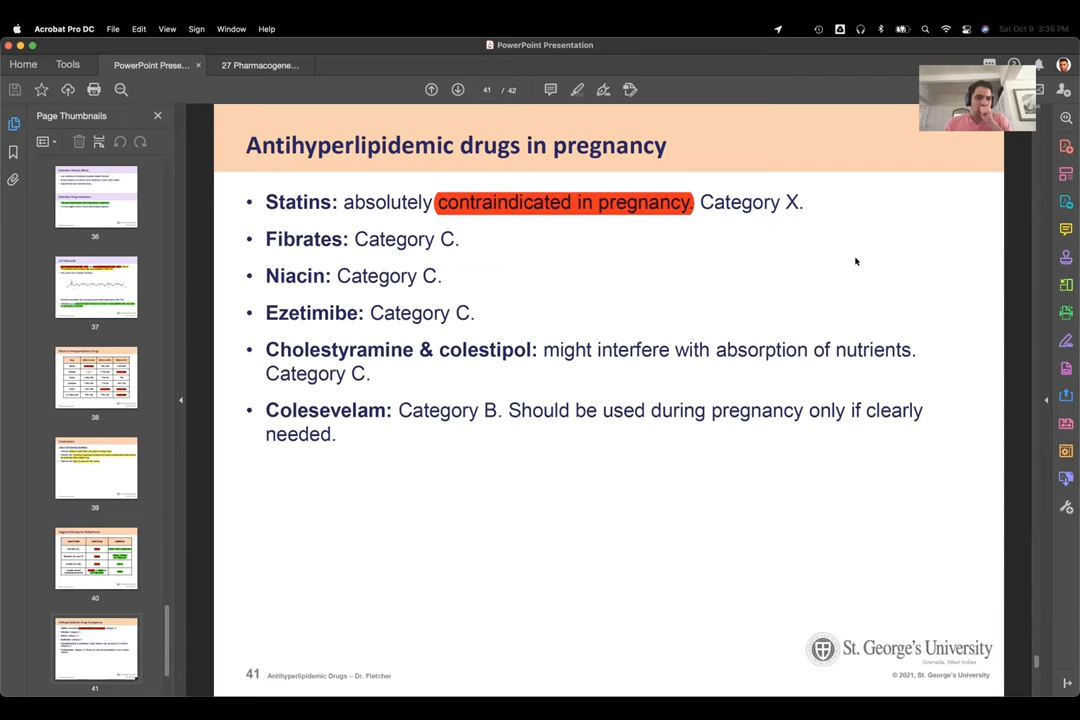 Acrobat Pro DC File Edit View Sign Window Help Sat Oct 9 3:36 PM
PowerPoint Presentation
Home Tools PowerPoint Prese... × 27 Pharmacogene...
41 / 42
Page Thumbnails
36
37
38
39
40
41
Antihyperlipidemic drugs in pregnancy
• Statins: absolutely contraindicated in pregnancy. Category X.
• Fibrates: Category C.
• Niacin: Category C.
• Ezetimibe: Category C.
• Cholestyramine & colestipol: might interfere with absorption of nutrients.
Category C.
• Colesevelam: Category B. Should be used during pregnancy only if clearly
needed.
St. George's University
Grenada, West Indies
41 Antihyperlipidemic Drugs – Dr. Fletcher
© 2021, St. George's University